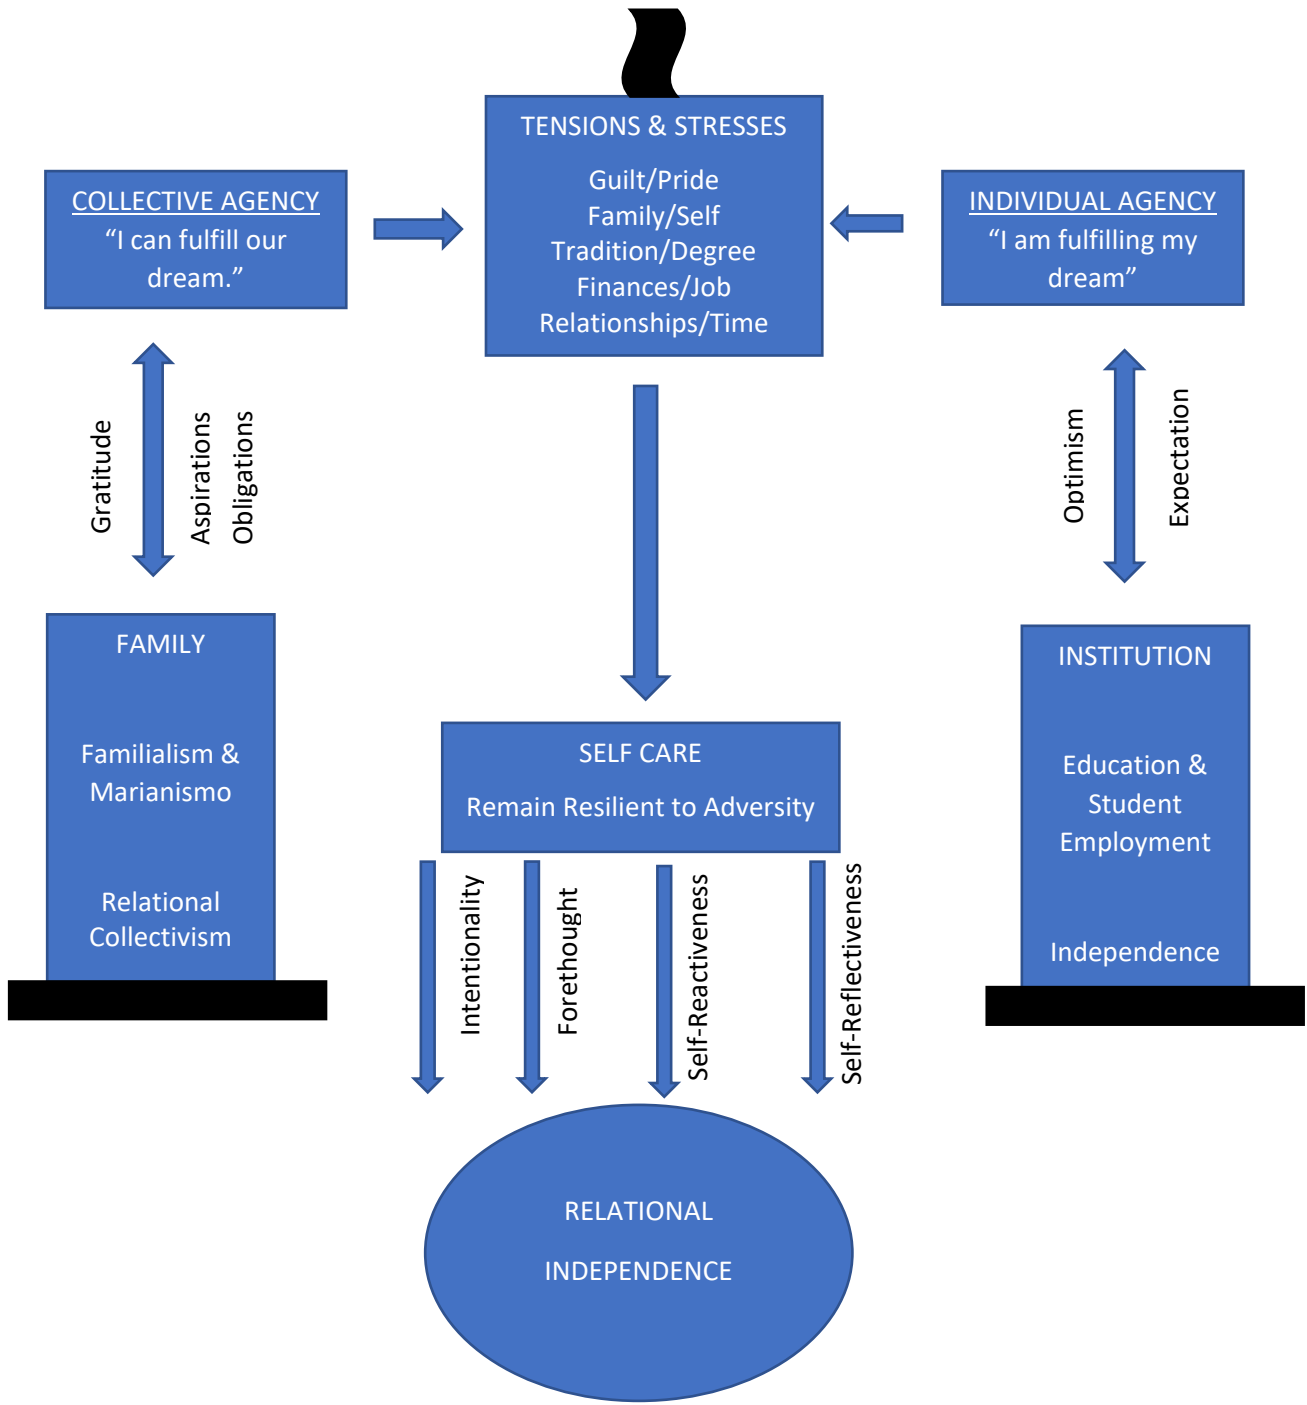 TENSIONS & STRESSES
Guilt/Pride
Family/Self
Tradition/Degree
Finances/Job
Relationships/Time
COLLECTIVE AGENCY
“I can fulfill our
dream.”
INDIVIDUAL AGENCY
“I am fulfilling my
dream”
Gratitude
Aspirations
Obligations
Optimism
Expectation
FAMILY
Familialism &
Marianismo
Relational
Collectivism
INSTITUTION
Education &
Student
Employment
Independence
SELF CARE
Remain Resilient to Adversity
Intentionality
Forethought
Self-Reactiveness
Self-Reflectiveness
RELATIONAL
INDEPENDENCE